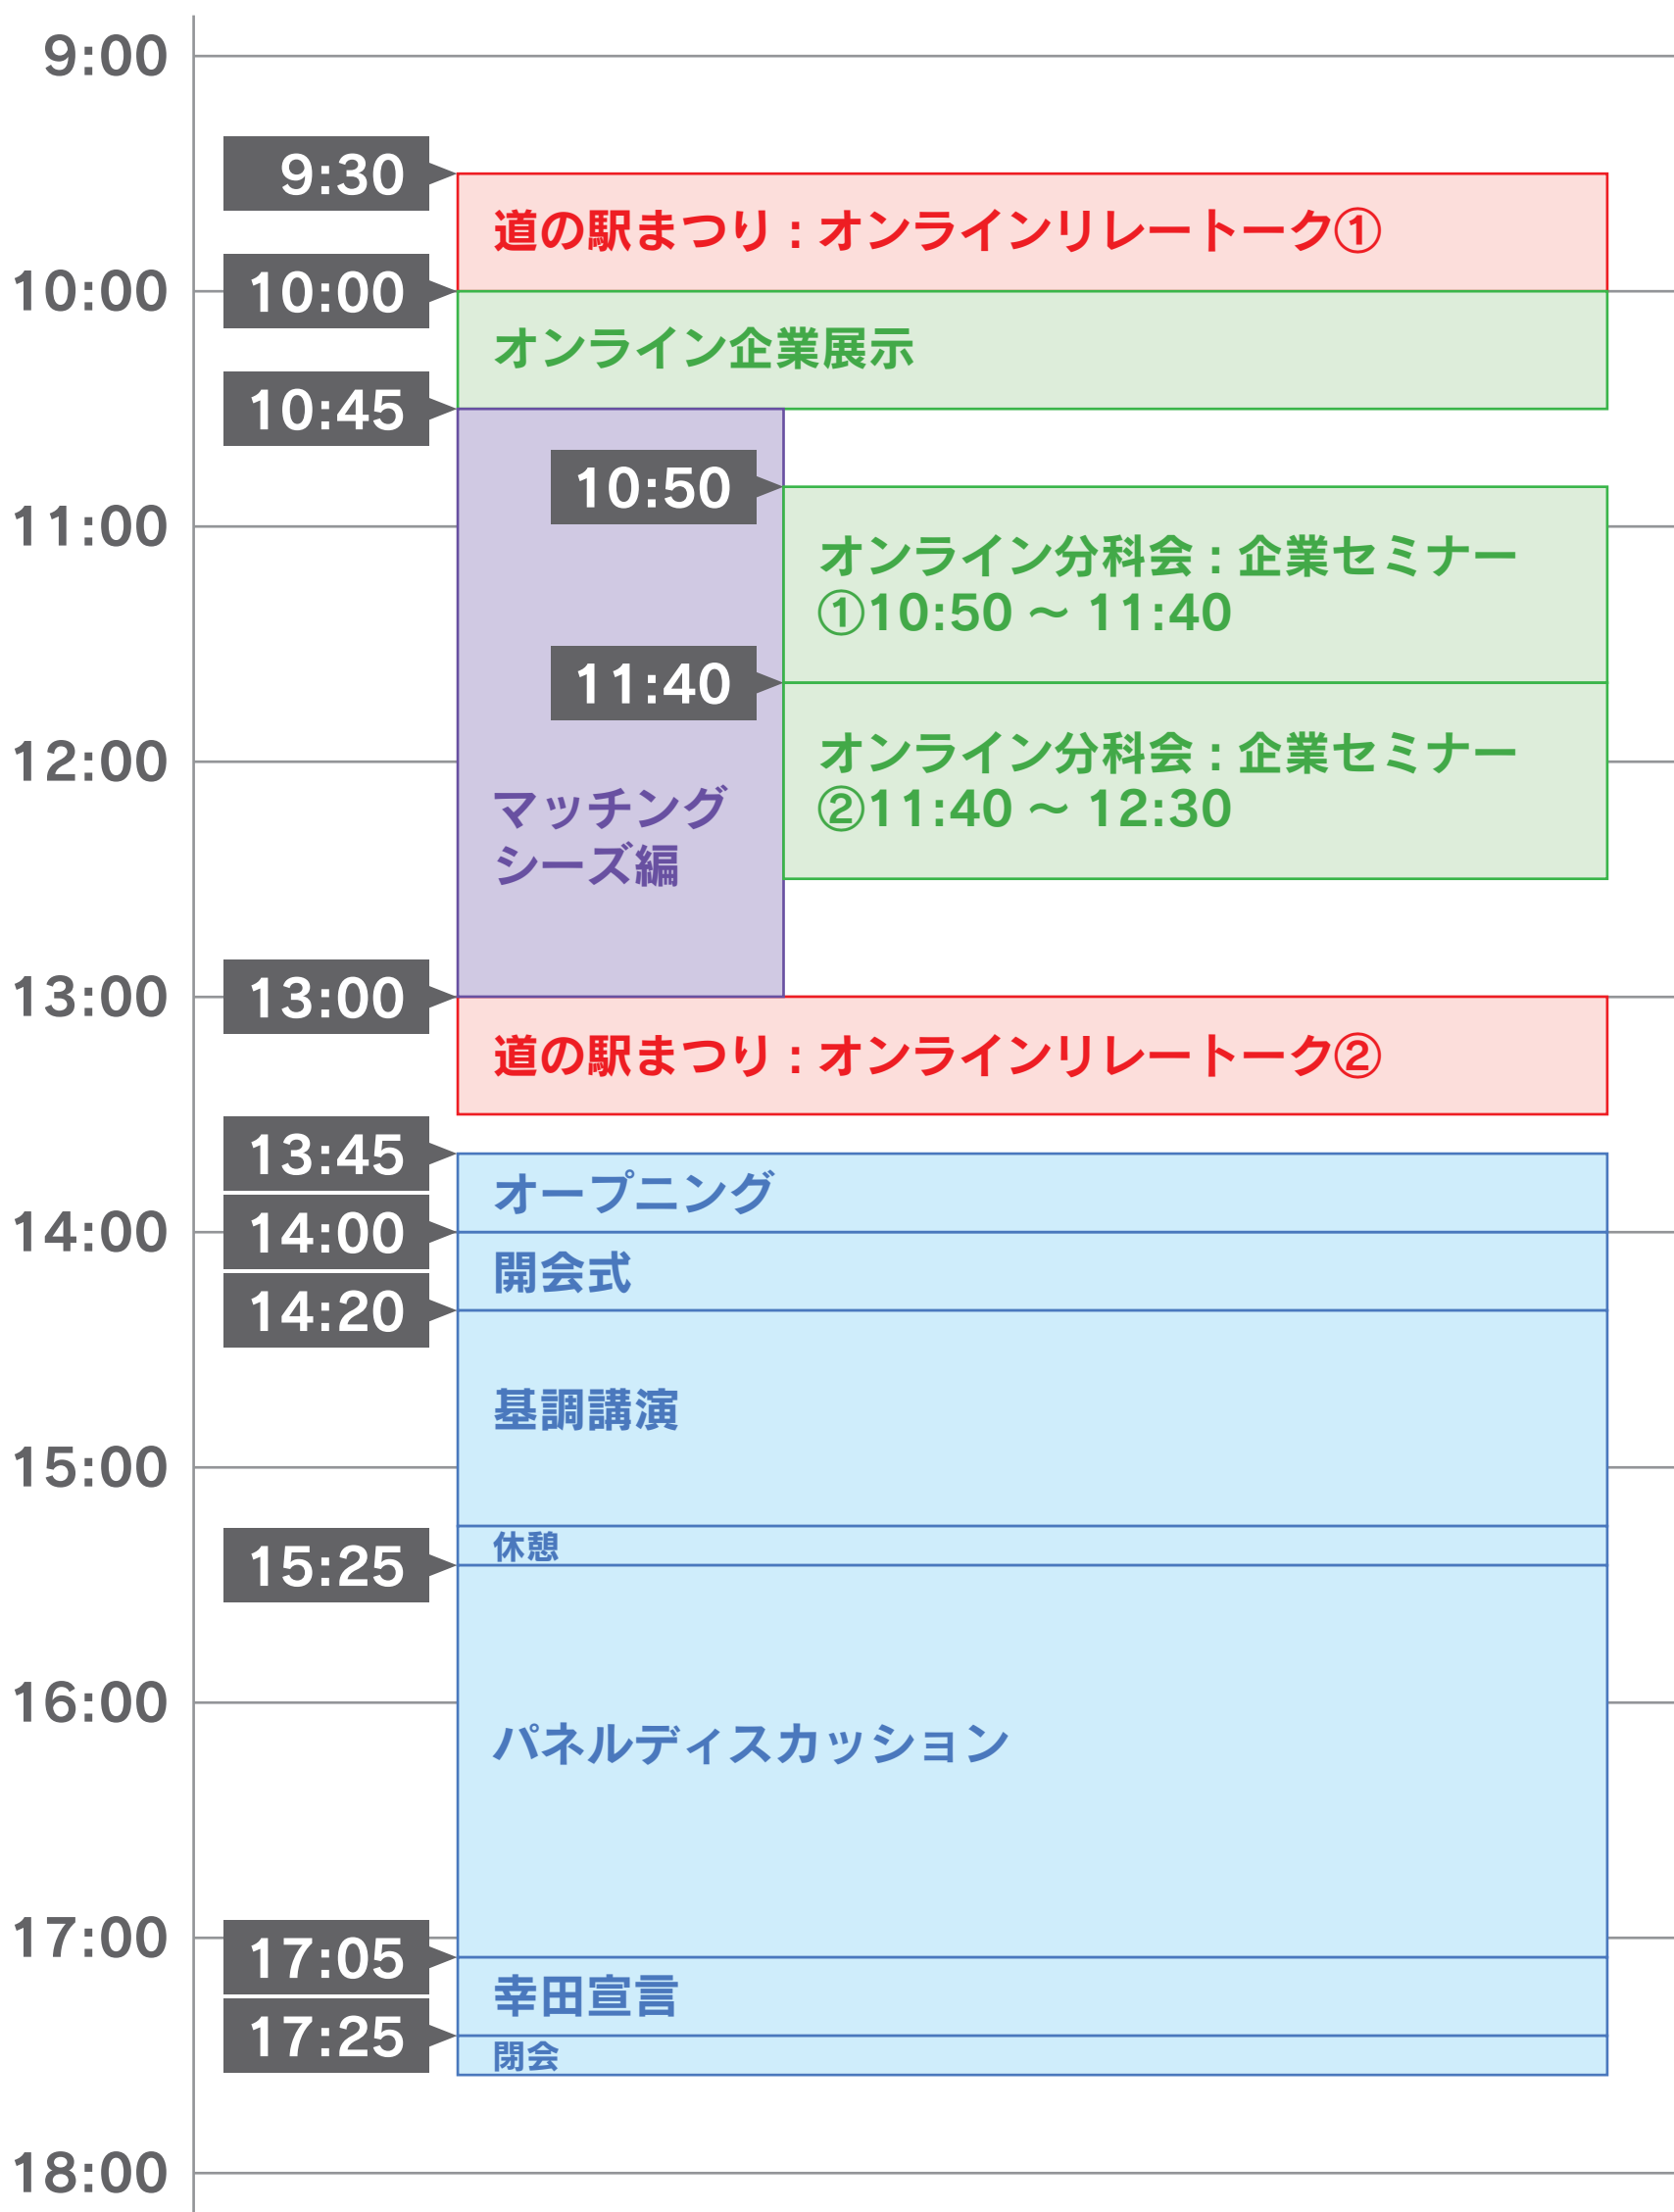 9:00
9:30
道の駅まつり：オンラインリレートーク①
10:00
10:00
オンライン企業展示
10:45
10:50
11:00
オンライン分科会：企業セミナー
①10:50 ～ 11:40
11:40
12:00
オンライン分科会：企業セミナー
②11:40 ～ 12:30
マッチング
シーズ編
13:00
13:00
道の駅まつり：オンラインリレートーク②
13:45
オープニング
14:00
14:00
開会式
14:20
基調講演
15:00
休憩
15:25
16:00
パネルディスカッション
17:00
17:05
幸田宣言
17:25
閉会
18:00